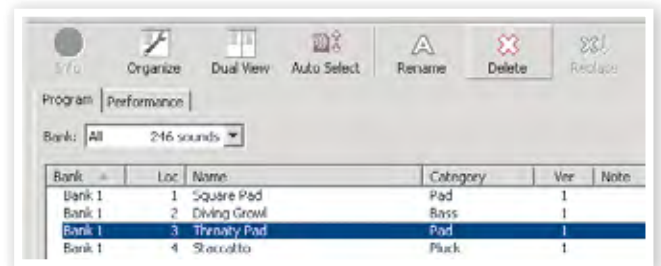 Info Organize Dual View Auto Select Rename Delete Replace
Program Performance
Bank: All 246 sounds
Bank Loc Name Category Ver Note
Bank 1 1 Square Pad Pad 1
Bank 1 2 Diving Growl Bass 1
Bank 1 3 Throaty Pad Pad 1
Bank 1 4 Staccatto Pluck 1